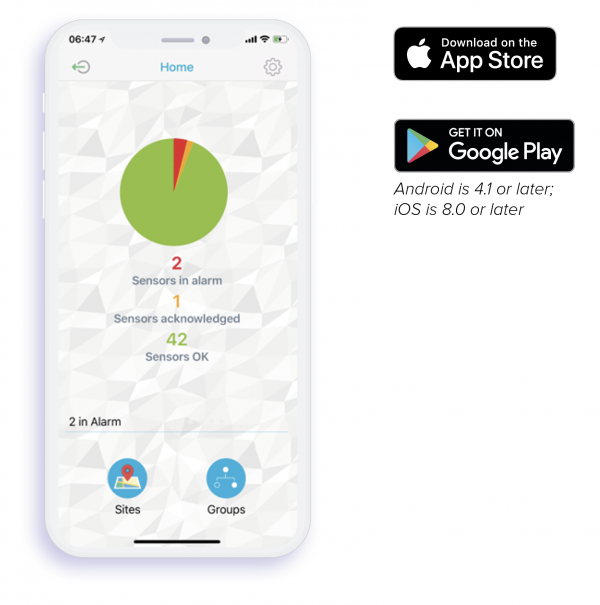 06:47
Home
2
Sensors in alarm
1
Sensors acknowledged
42
Sensors OK
2 in Alarm
Sites
Groups
Download on the
App Store
GET IT ON
Google Play
Android is 4.1 or later;
iOS is 8.0 or later